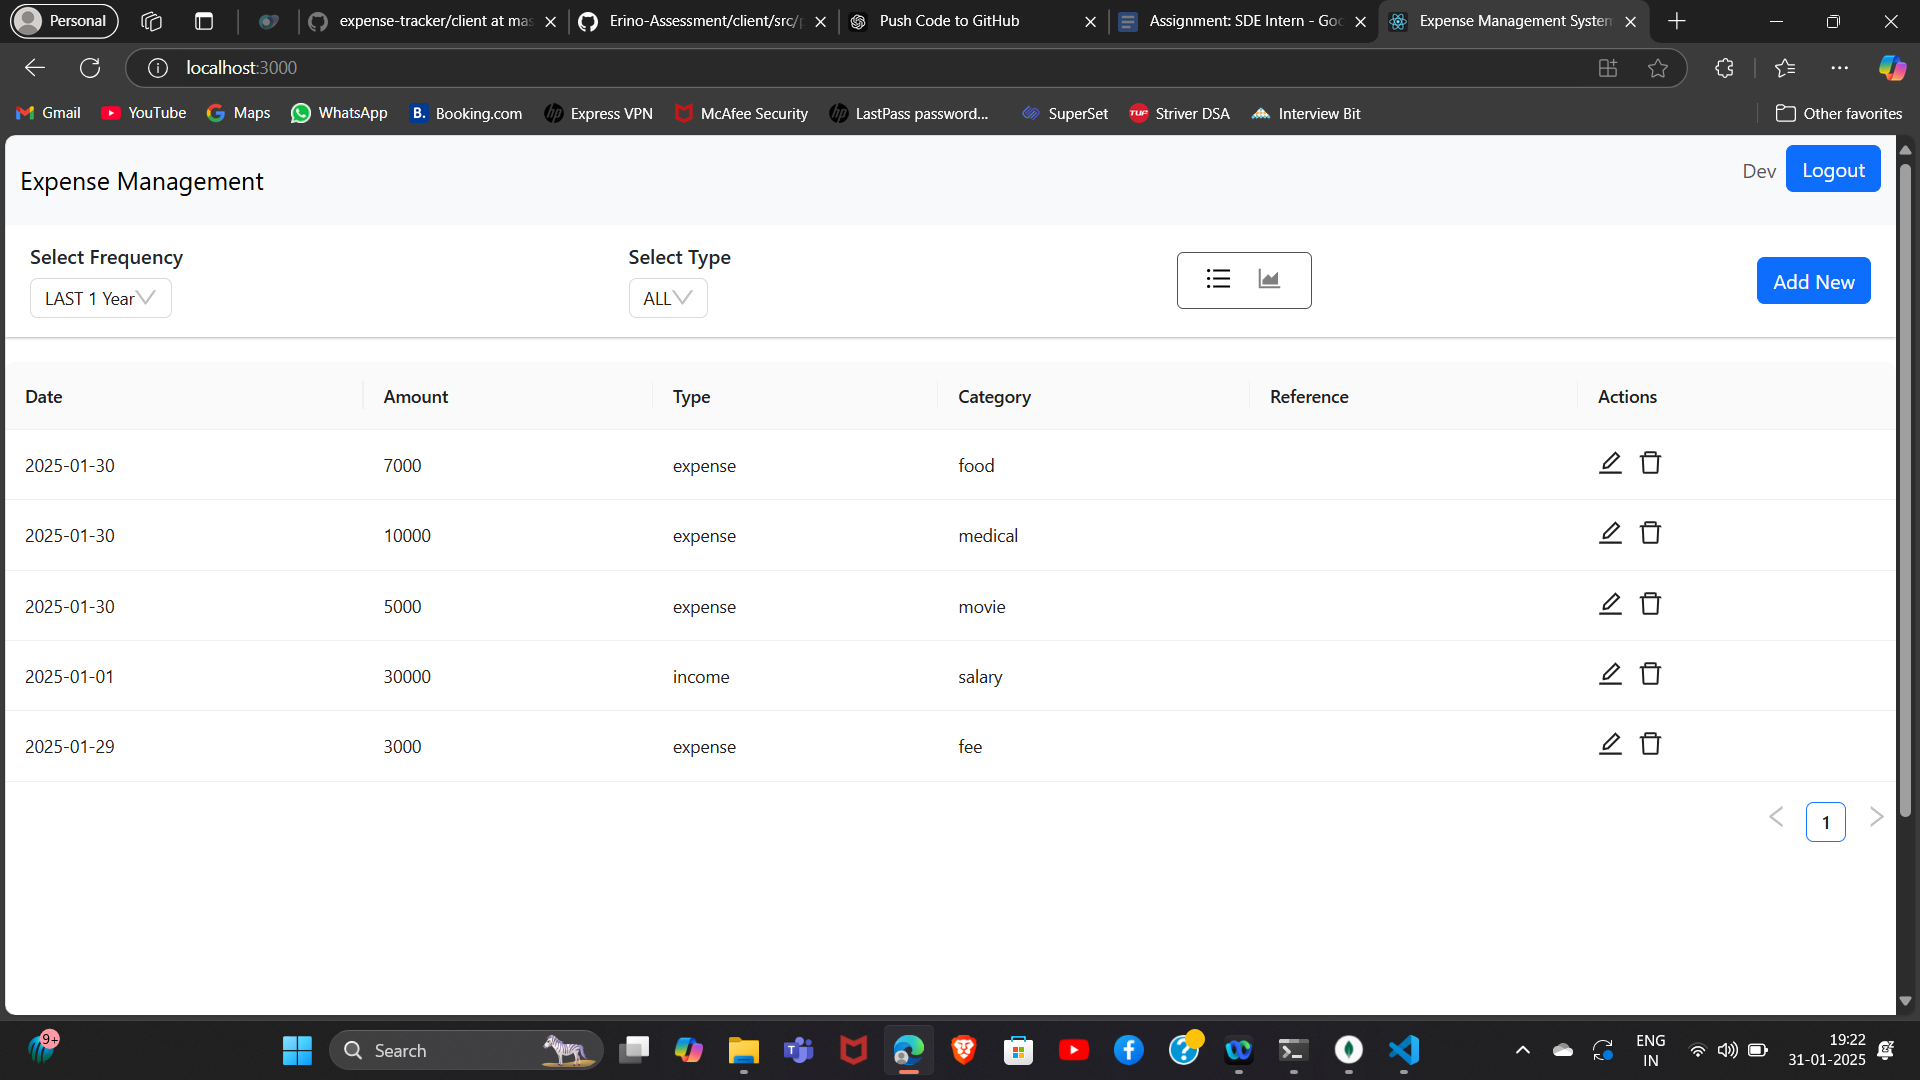 Personal
expense-tracker/client at mas
Erino-Assessment/client/src/p
Push Code to GitHub
Assignment: SDE Intern - Goo
Expense Management System
localhost:3000
Gmail
YouTube
Maps
WhatsApp
B. Booking.com
Express VPN
McAfee Security
LastPass password...
SuperSet
TUF Striver DSA
Interview Bit
Other favorites
Expense Management
Dev
Logout
Select Frequency
Select Type
LAST 1 Year
ALL
Add New
Date Amount Type Category Reference Actions
2025-01-30 7000 expense food
2025-01-30 10000 expense medical
2025-01-30 5000 expense movie
2025-01-01 30000 income salary
2025-01-29 3000 expense fee
1
9+
Search
ENG
IN
19:22
31-01-2025